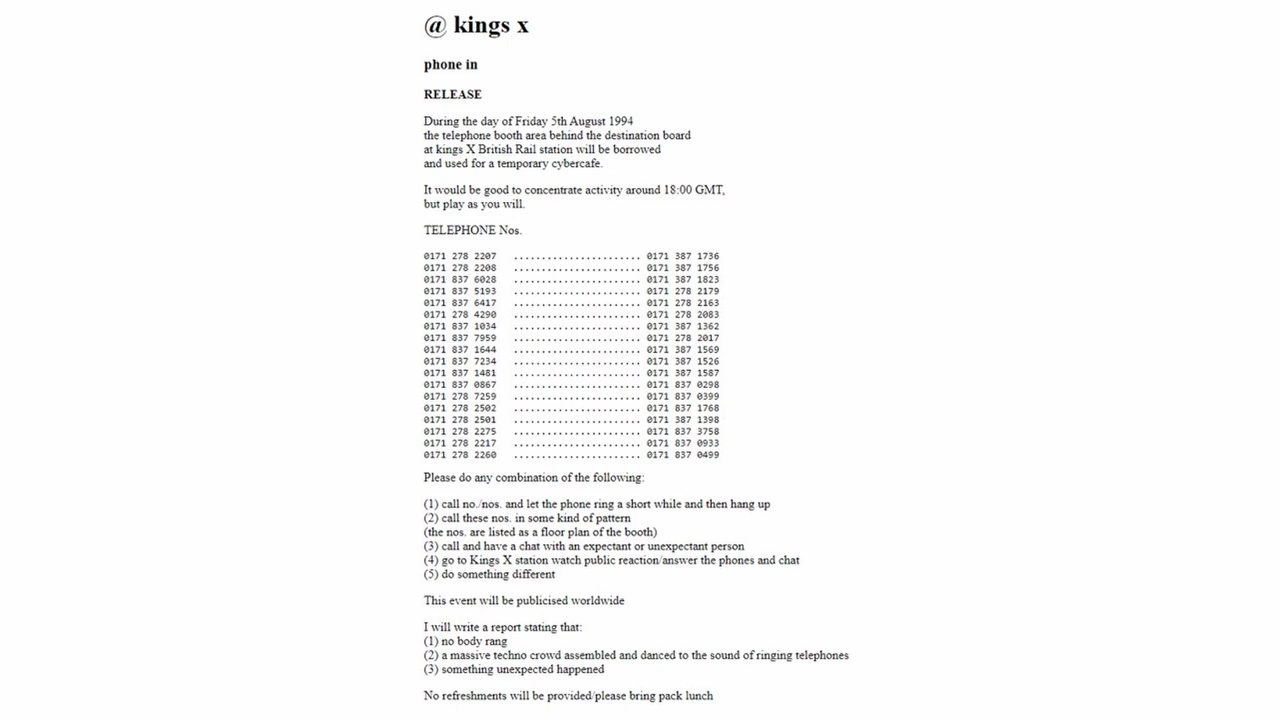 @ kings x
phone in
RELEASE
During the day of Friday 5th August 1994
the telephone booth area behind the destination board
at kings X British Rail station will be borrowed
and used for a temporary cybercafe.
It would be good to concentrate activity around 18:00 GMT,
but play as you will.
TELEPHONE Nos.
0171 278 2207 ....................... 0171 387 1736
0171 278 2208 ....................... 0171 387 1756
0171 837 6028 ....................... 0171 387 1823
0171 837 5193 ....................... 0171 278 2179
0171 837 6417 ....................... 0171 278 2163
0171 278 4290 ....................... 0171 278 2083
0171 837 1034 ....................... 0171 387 1362
0171 837 7959 ....................... 0171 278 2017
0171 837 1644 ....................... 0171 387 1569
0171 837 7234 ....................... 0171 387 1526
0171 837 1481 ....................... 0171 387 1587
0171 837 0867 ....................... 0171 837 0298
0171 278 7259 ....................... 0171 837 0399
0171 278 2502 ....................... 0171 837 1768
0171 278 2501 ....................... 0171 387 1398
0171 278 2275 ....................... 0171 837 3758
0171 278 2217 ....................... 0171 837 0933
0171 278 2260 ....................... 0171 837 0499
Please do any combination of the following:
(1) call no./nos. and let the phone ring a short while and then hang up
(2) call these nos. in some kind of pattern
(the nos. are listed as a floor plan of the booth)
(3) call and have a chat with an expectant or unexpectant person
(4) go to Kings X station watch public reaction/answer the phones and chat
(5) do something different
This event will be publicised worldwide
I will write a report stating that:
(1) no body rang
(2) a massive techno crowd assembled and danced to the sound of ringing telephones
(3) something unexpected happened
No refreshments will be provided/please bring pack lunch